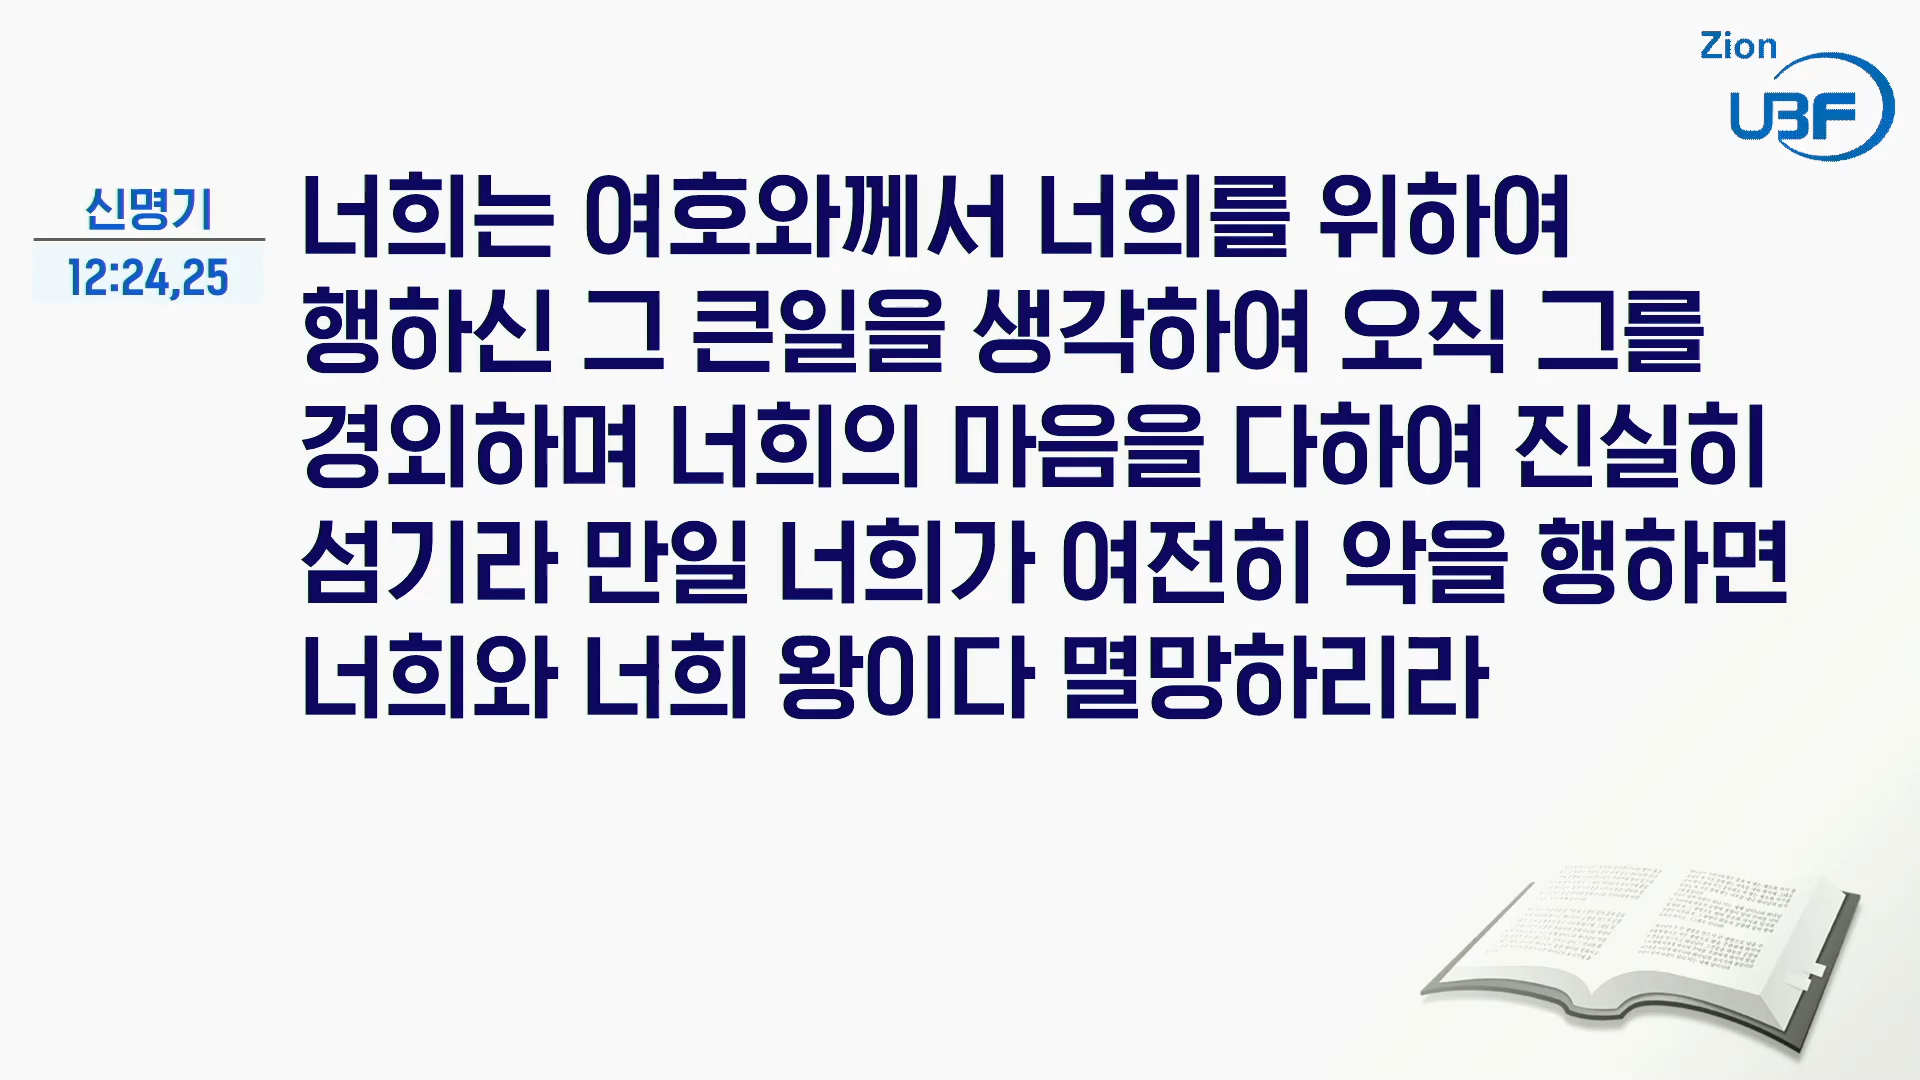 Zion
UBF
신명기
12:24,25
너희는 여호와께서 너희를 위하여
행하신 그 큰일을 생각하여 오직 그를
경외하며 너희의 마음을 다하여 진실히
섬기라 만일 너희가 여전히 악을 행하면
너희와 너희 왕이다 멸망하리라